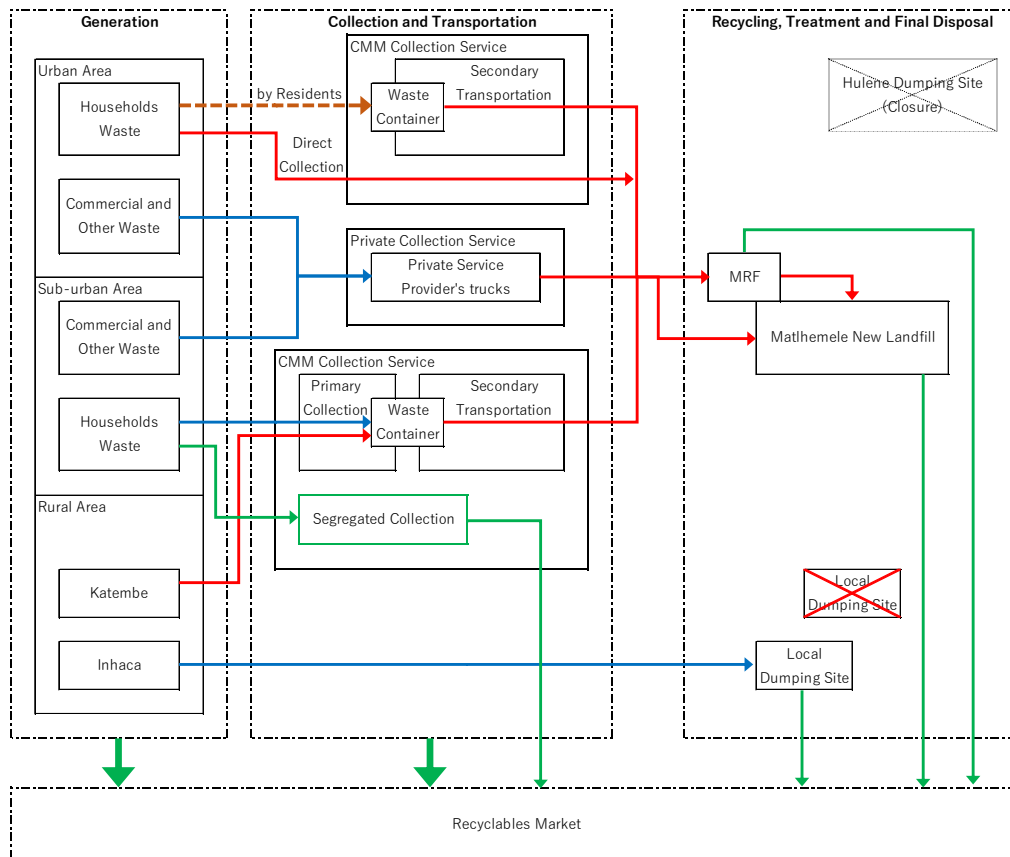 Generation
Collection and Transportation
Recycling, Treatment and Final Disposal
Urban Area
Households
Waste
Commercial and
Other Waste
Sub-urban Area
Commercial and
Other Waste
Households
Waste
Rural Area
Katembe
Inhaca
by Residents
Direct
Collection
CMM Collection Service
Waste
Container
Secondary
Transportation
Private Collection Service
Private Service
Provider's trucks
CMM Collection Service
Primary
Collection
Waste
Container
Secondary
Transportation
Segregated Collection
Hulene Dumping Site
(Closure)
MRF
Matlhemele New Landfill
Local
Dumping Site
Local
Dumping Site
Recyclables Market